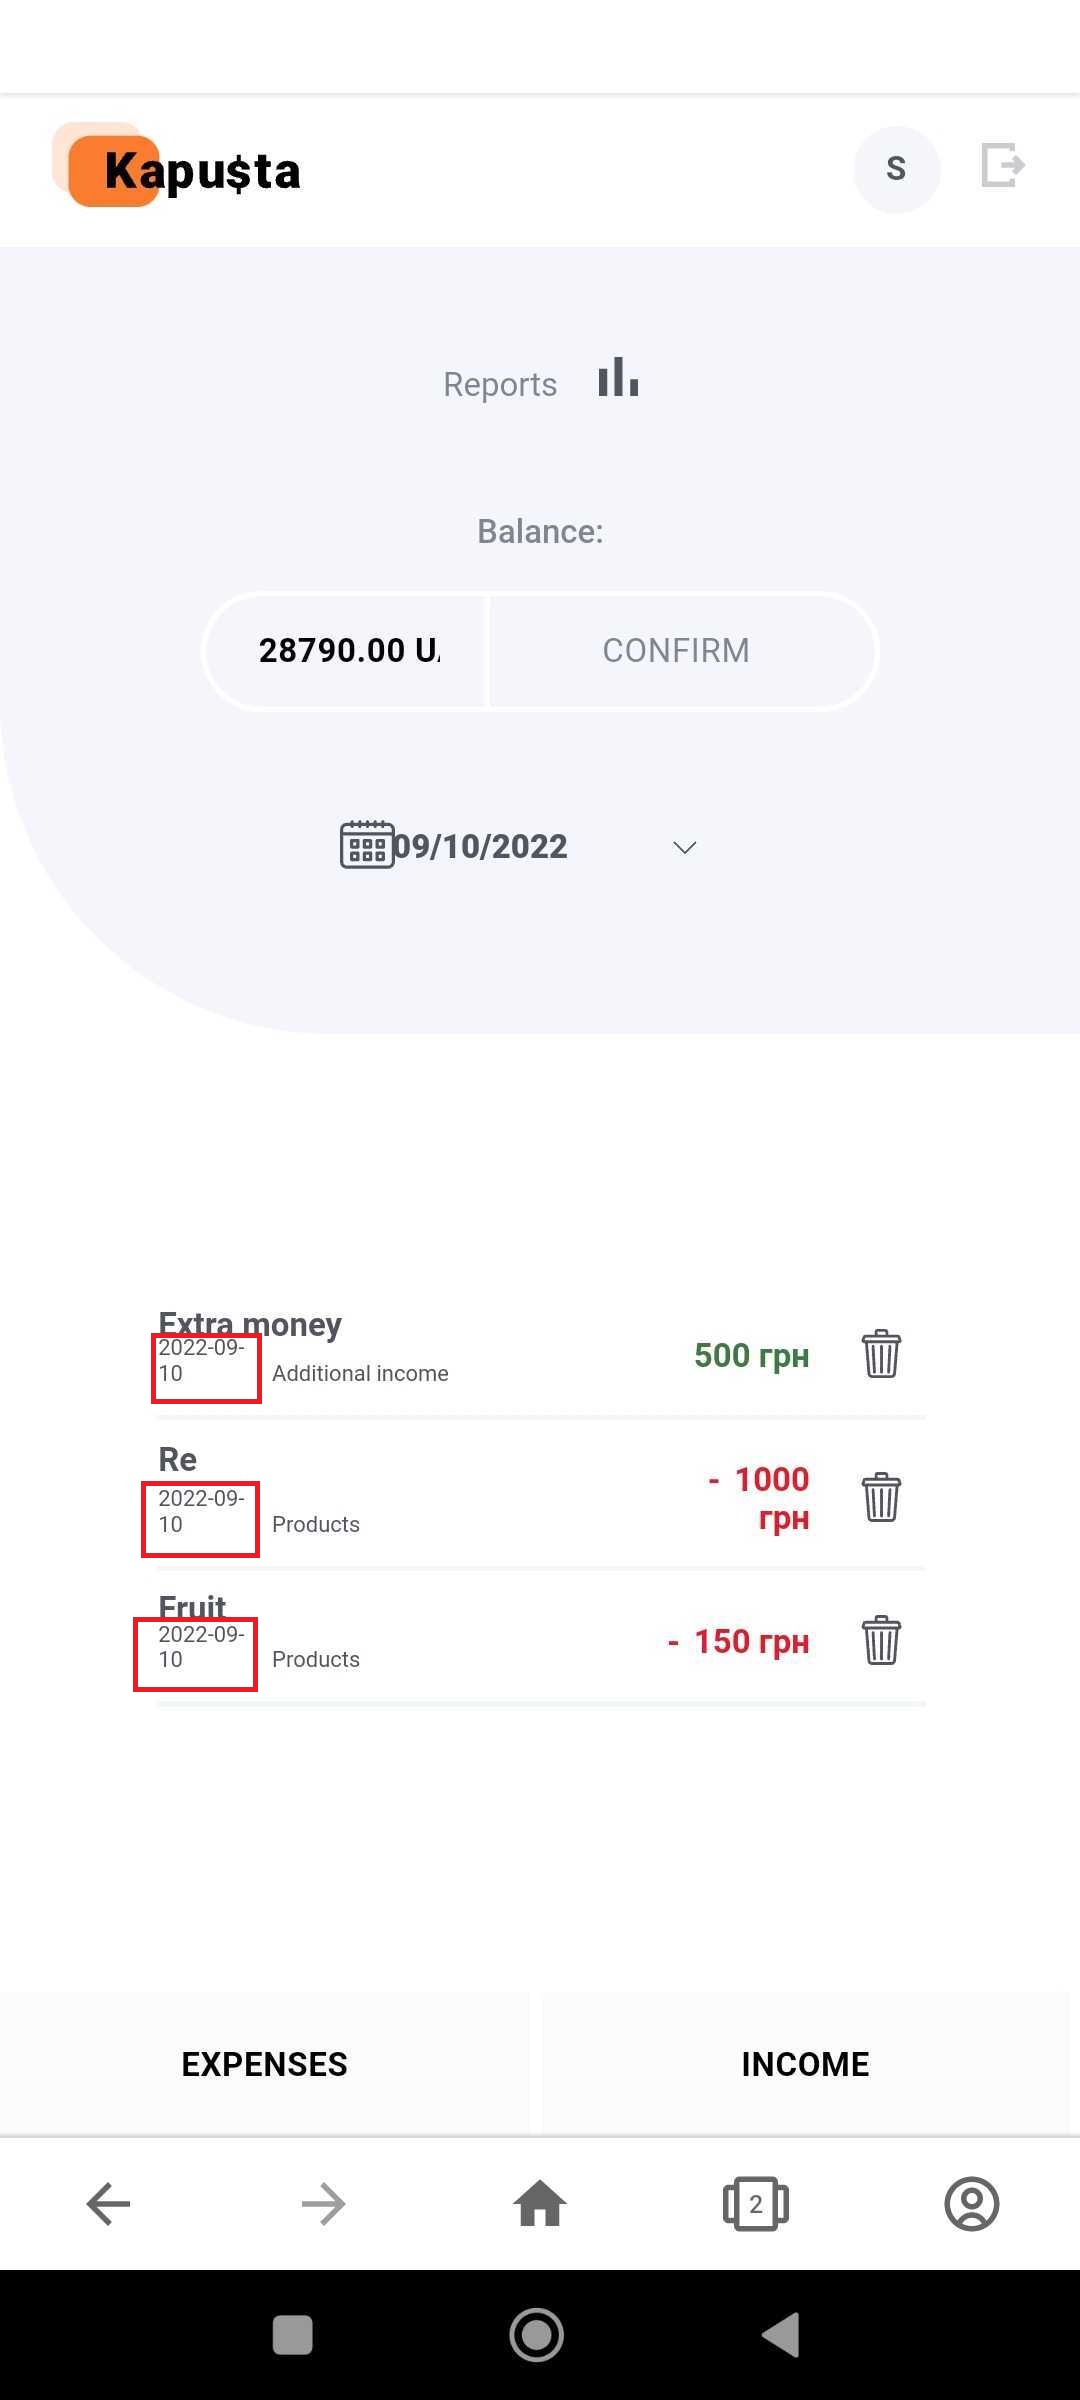 Kapu$ta
S
Reports
Balance:
28790.00 U
CONFIRM
09/10/2022
Extra money
2022-09-
10
Additional income
500 грн
Re
2022-09-
10
Products
- 1000
грн
Fruit
2022-09-
10
Products
- 150 грн
EXPENSES
INCOME
2